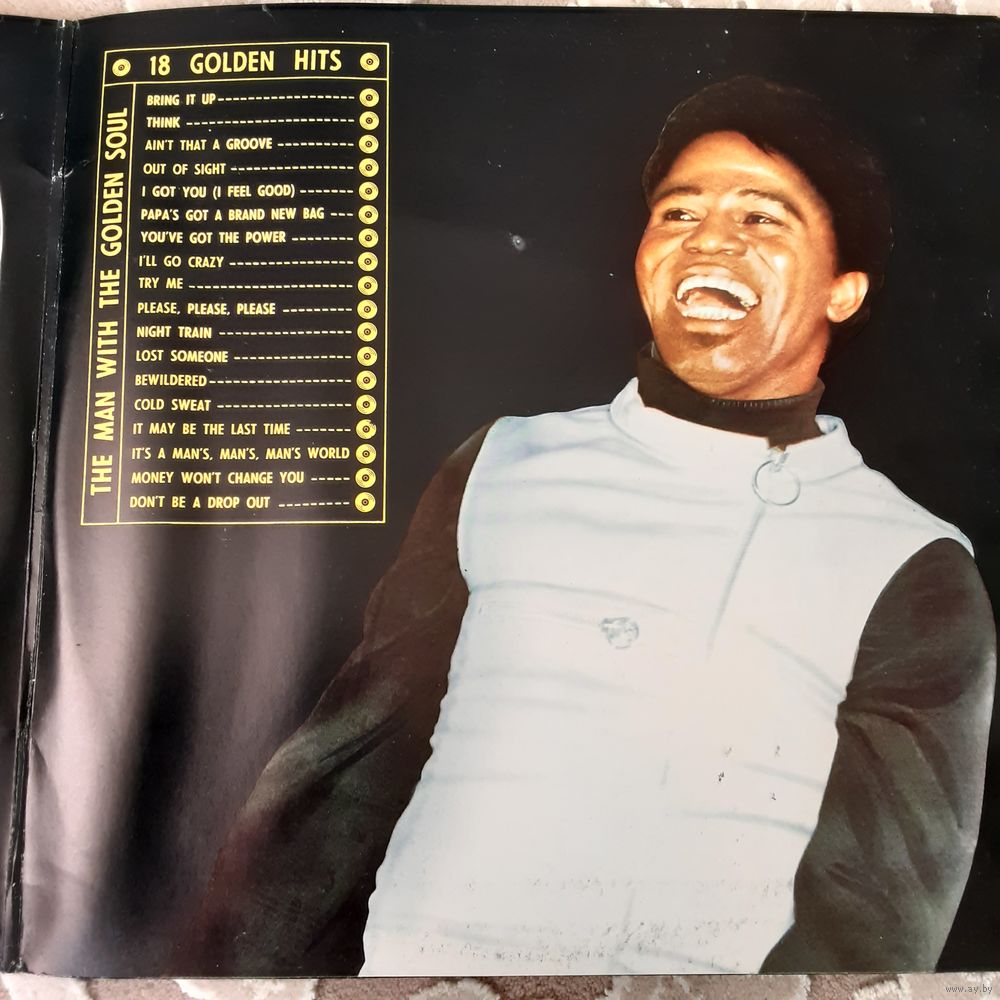 18 GOLDEN HITS
THE MAN WITH THE GOLDEN SOUL
BRING IT UP
THINK
AIN'T THAT A GROOVE
OUT OF SIGHT
I GOT YOU (I FEEL GOOD)
PAPA'S GOT A BRAND NEW BAG
YOU'VE GOT THE POWER
I'LL GO CRAZY
TRY ME
PLEASE, PLEASE, PLEASE
NIGHT TRAIN
LOST SOMEONE
BEWILDERED
COLD SWEAT
IT MAY BE THE LAST TIME
IT'S A MAN'S, MAN'S, MAN'S WORLD
MONEY WON'T CHANGE YOU
DON'T BE A DROP OUT
www.ay.by